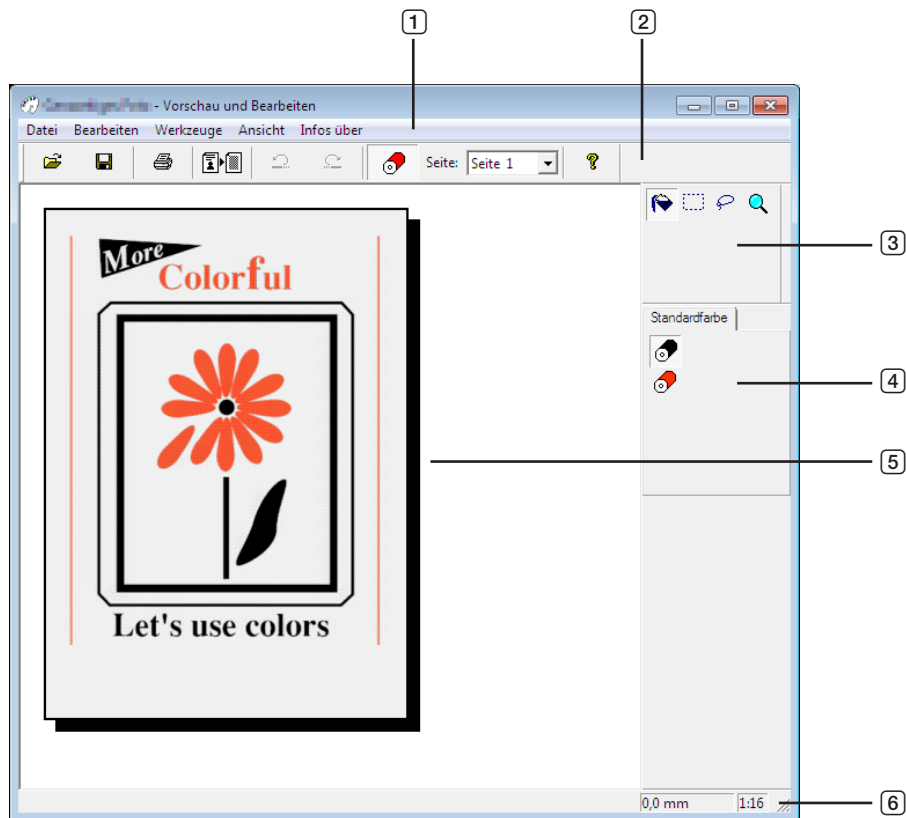 1 2
- Vorschau und Bearbeiten
Datei Bearbeiten Werkzeuge Ansicht Infos über
Seite: Seite 1
3
More
Colorful
Standardfarbe
4
5
Let's use colors
0,0 mm 1:16 6